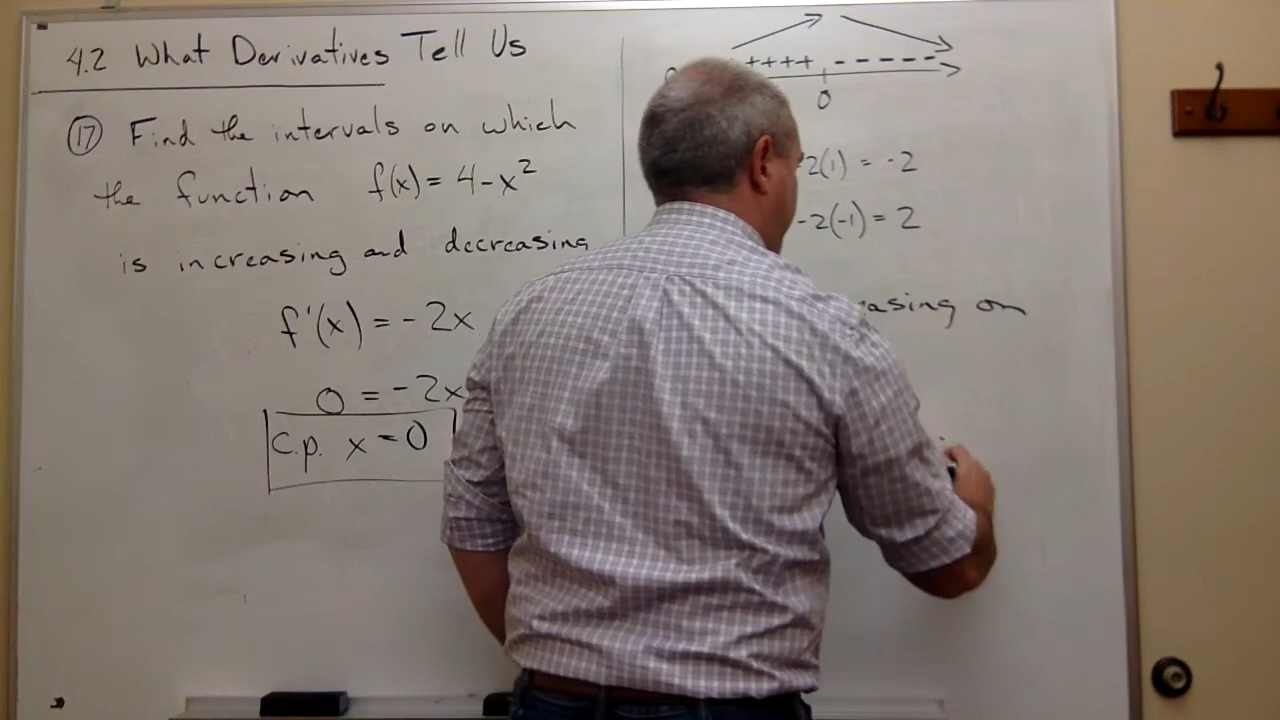 4.2 What Derivatives Tell Us
17 Find the intervals on which
the function f(x) = 4-x²
is increasing and decreasing
f'(x) = -2x
0 = -2x
c.p. x = 0
++++ - - - - -
0
2(1) = -2
-2(-1) = 2
on